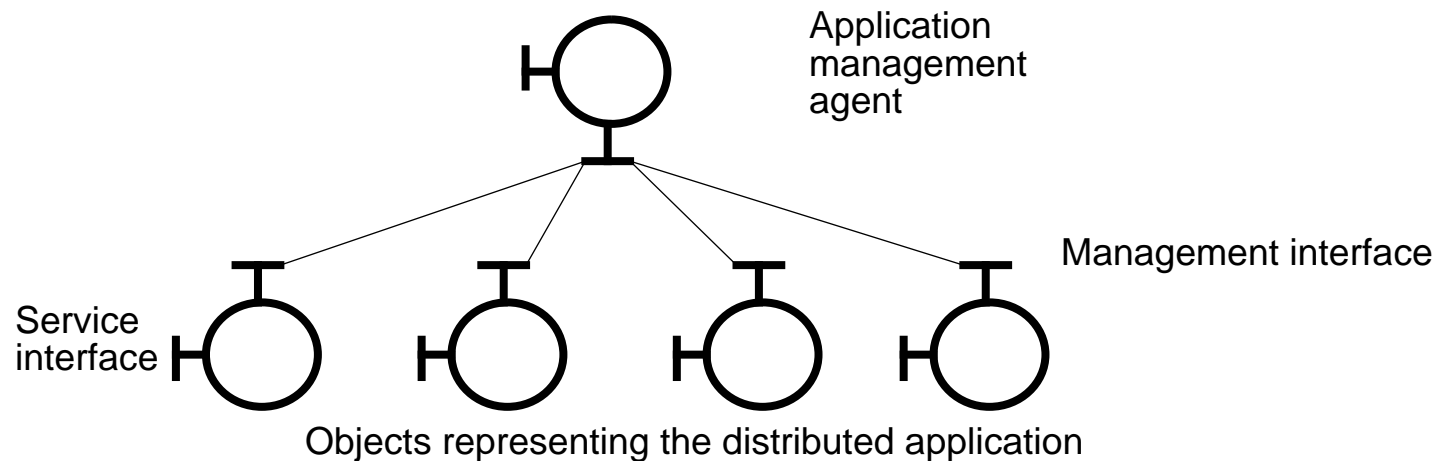 Application
management
agent
Management interface
Service
interface
Objects representing the distributed application